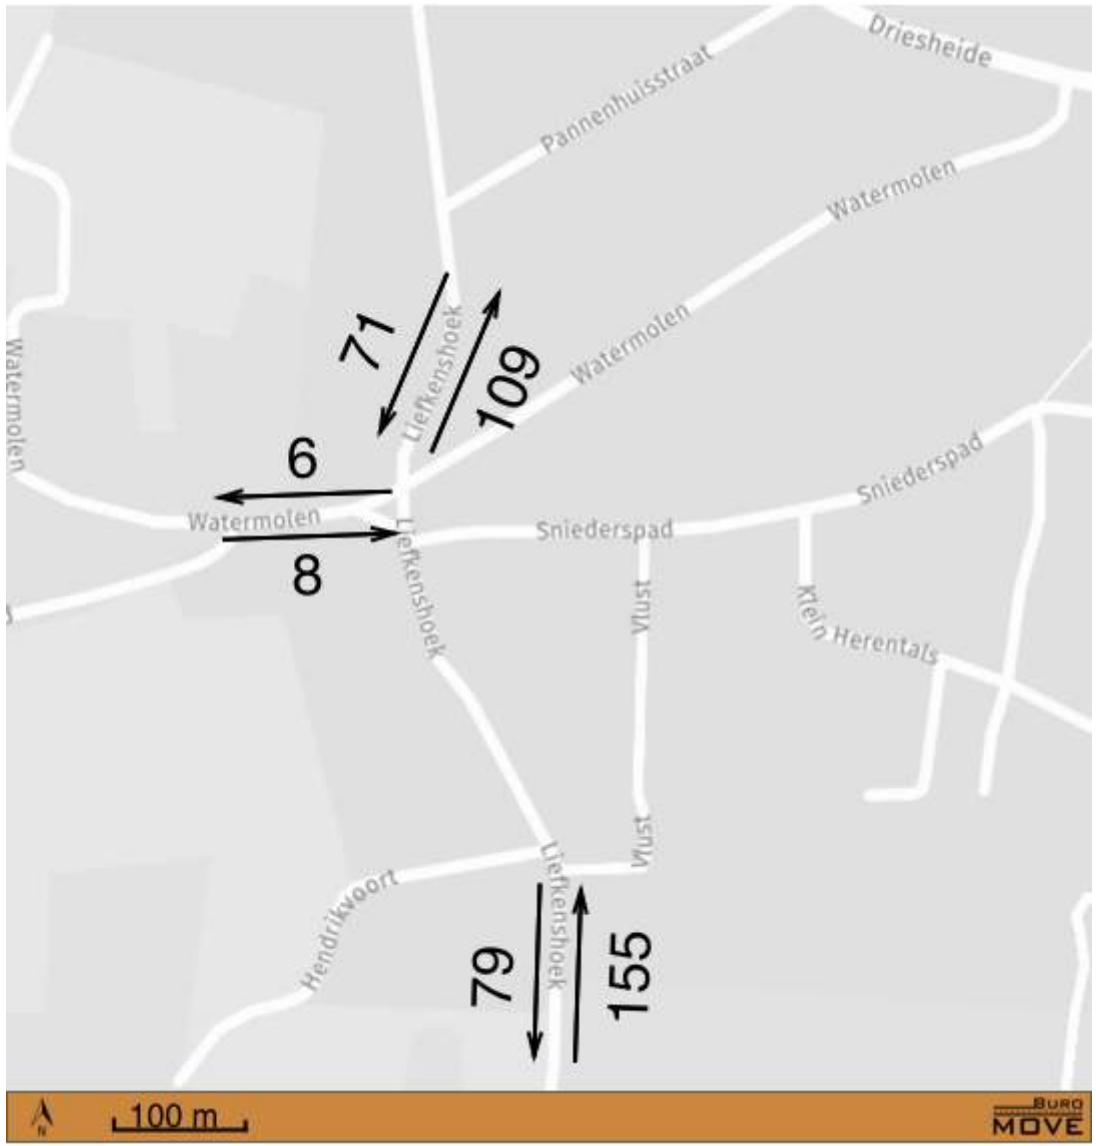 Driesheide
Pannenhuisstraat
Watermolen
71
Liefkenshoek
109
Watermolen
Watermolen
6
Watermolen
8
Liefkenshoek
Sniederspad
Sniederspad
Vlust
Klein Herentals
Vlust
Hendrikvoort
Liefkenshoek
79
155
N
100 m
BURO
MOVE